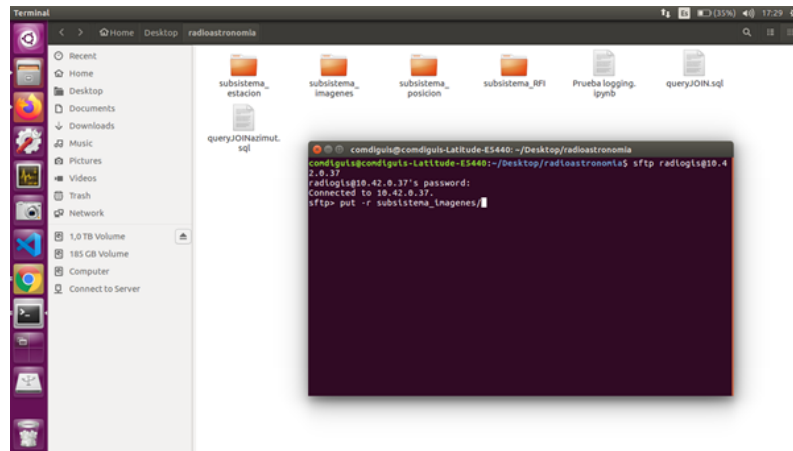 Terminal
Es (35%) 17:29
Home Desktop radioastronomia
Recent
Home
Desktop
Documents
Downloads
Music
Pictures
Videos
Trash
Network
1,0 TB Volume
185 GB Volume
Computer
Connect to Server
subsistema_
estacion
subsistema_
imagenes
subsistema_
posicion
subsistema_RFI
Prueba logging.
ipynb
queryJOIN.sql
queryJOINazimut.
sql
comdiguis@comdiguis-Latitude-E5440: ~/Desktop/radioastronomia
comdiguis@comdiguis-Latitude-E5440:~/Desktop/radioastronomia$ sftp radiogis@10.4
2.0.37
radiogis@10.42.0.37's password:
Connected to 10.42.0.37.
sftp> put -r subsistema_imagenes/